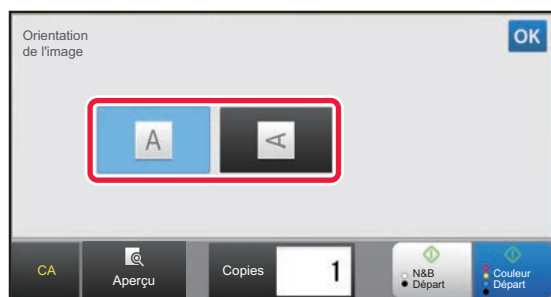 Orientation
de l'image
OK
A
A
CA
Aperçu
Copies
1
N&B
Départ
Couleur
Départ